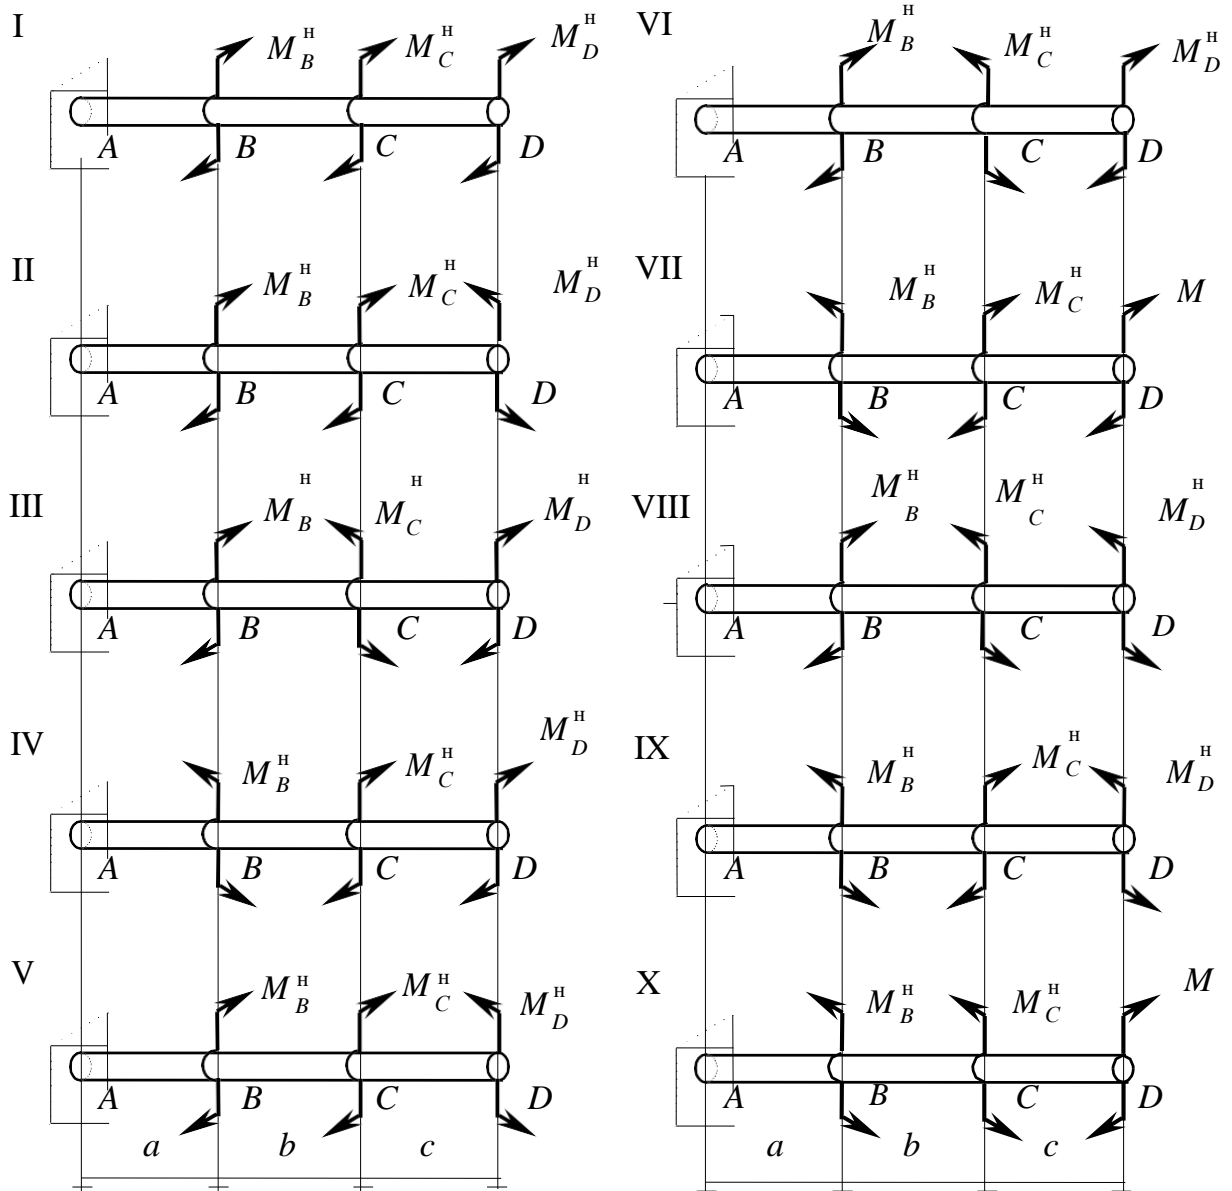 I M_B^н M_C^н M_D^н
A B C D
II M_B^н M_C^н M_D^н
A B C D
III M_B^н M_C^н M_D^н
A B C D
IV M_B^н M_C^н M_D^н
A B C D
V M_B^н M_C^н M_D^н
A B C D
a b c
VI M_B^н M_C^н M_D^н
A B C D
VII M_B^н M_C^н M
A B C D
VIII M_B^н M_C^н M_D^н
A B C D
IX M_B^н M_C^н M_D^н
A B C D
X M_B^н M_C^н M
A B C D
a b c